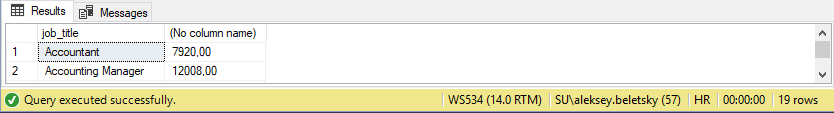 Results Messages
job_title (No column name)
1 Accountant 7920,00
2 Accounting Manager 12008,00
Query executed successfully. WS534 (14.0 RTM) SU\aleksey.beletsky (57) HR 00:00:00 19 rows